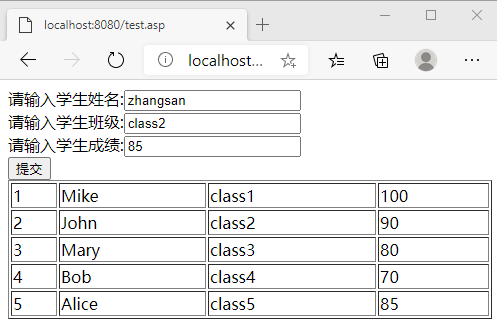 localhost:8080/test.asp
localhost...
请输入学生姓名:zhangsan
请输入学生班级:class2
请输入学生成绩:85
提交
1 Mike class1 100
2 John class2 90
3 Mary class3 80
4 Bob class4 70
5 Alice class5 85